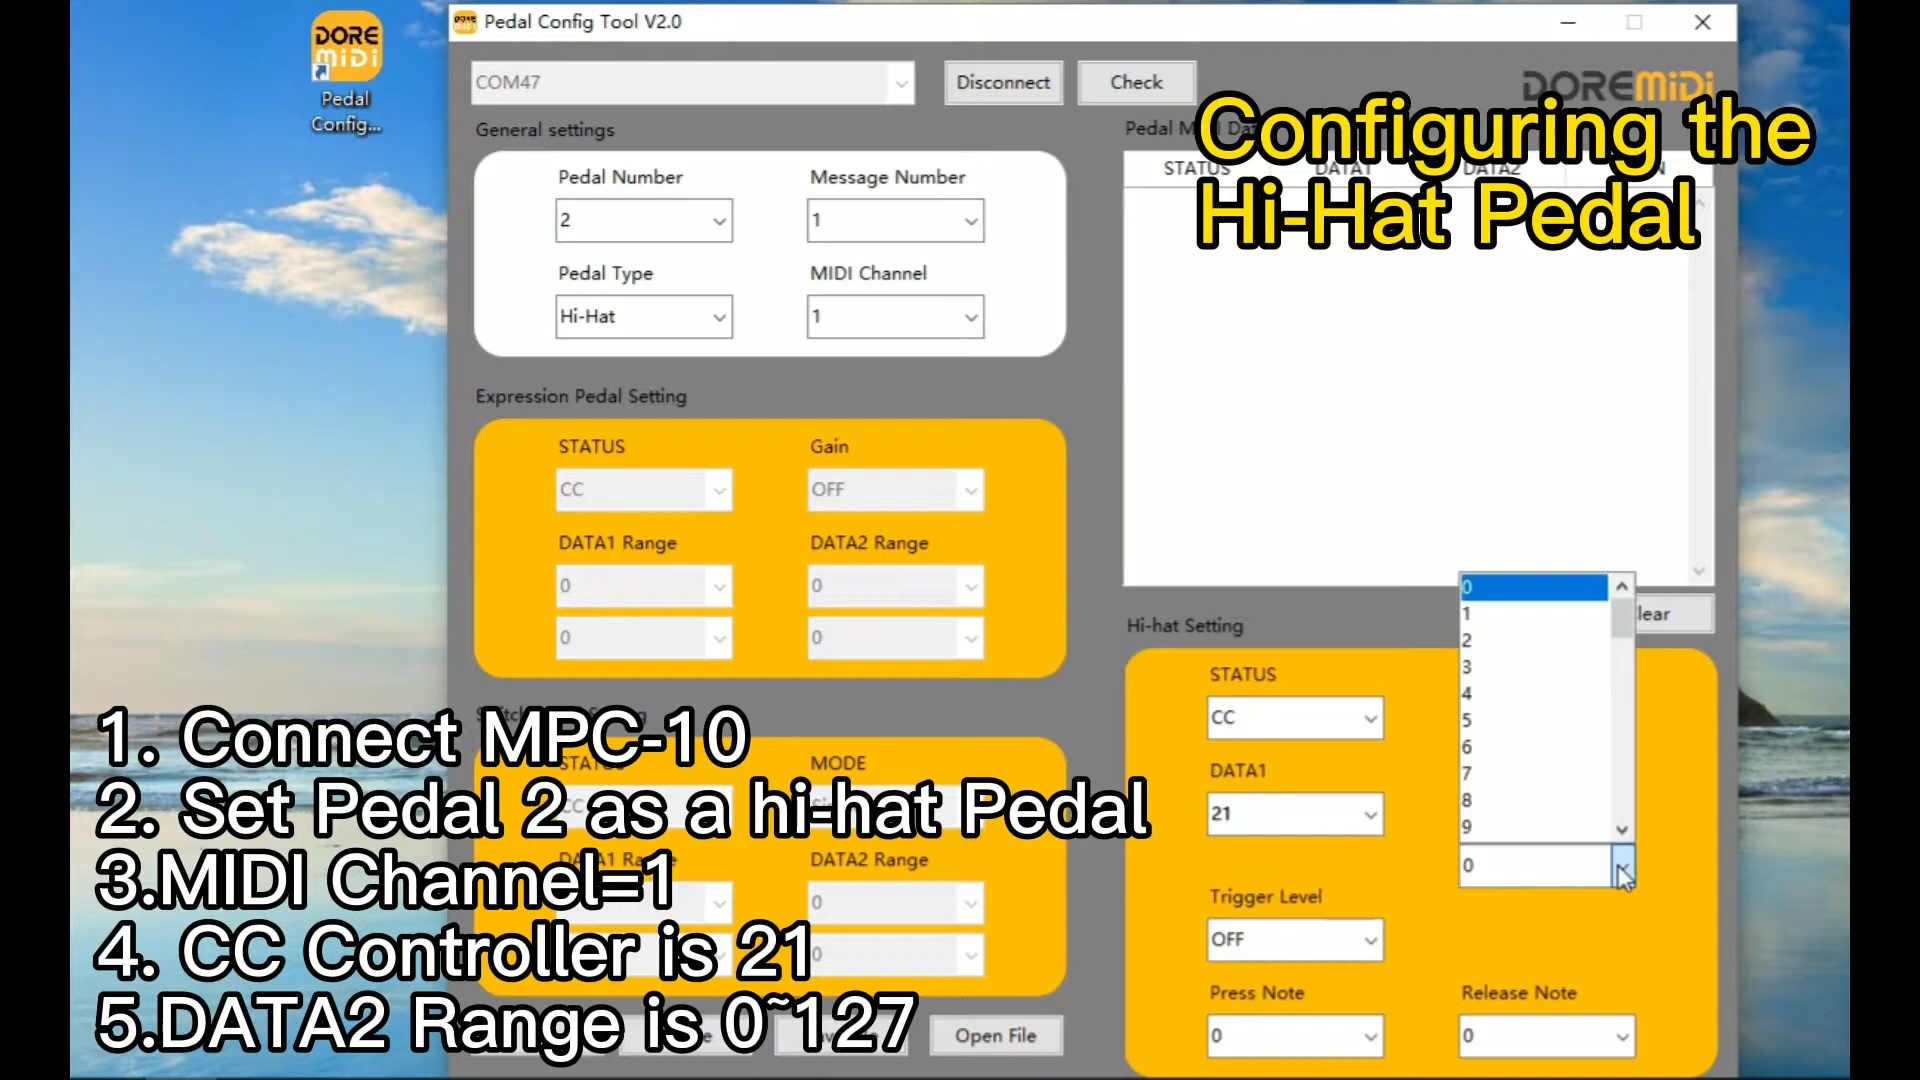 DORE
MiDi
Pedal
Config...
Pedal Config Tool V2.0
COM47
Disconnect
Check
DOREMiDi
Configuring the
Hi-Hat Pedal
General settings
Pedal
STATUS
DATA1
DATA2
Pedal Number
Message Number
2
1
Pedal Type
MIDI Channel
Hi-Hat
1
Expression Pedal Setting
STATUS
Gain
CC
OFF
DATA1 Range
DATA2 Range
0
0
0
0
0
1
2
3
4
5
6
7
8
9
0
Hi-hat Setting
STATUS
CC
DATA1
21
Trigger Level
OFF
Press Note
Release Note
0
0
STATUS
MODE
CC
DATA1 Range
DATA2 Range
0
0
Open File
1. Connect MPC-10
2. Set Pedal 2 as a hi-hat Pedal
3.MIDI Channel=1
4. CC Controller is 21
5.DATA2 Range is 0~127